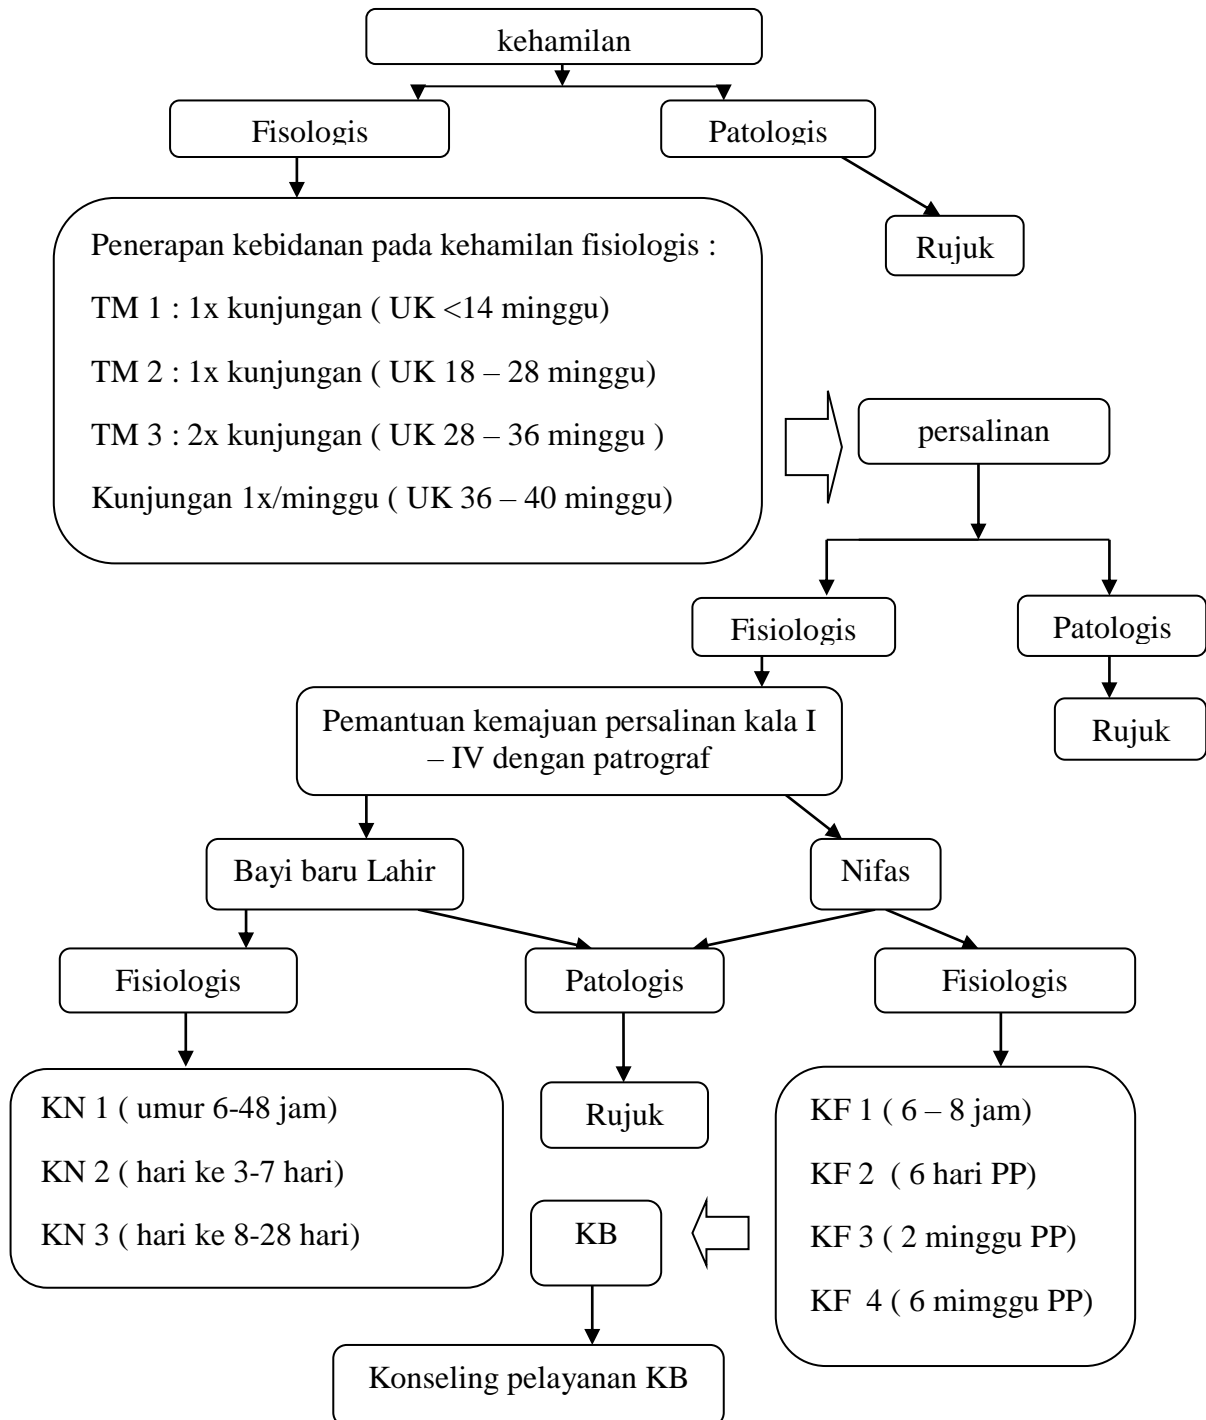 kehamilan
Fisologis
Patologis
Rujuk
Penerapan kebidanan pada kehamilan fisiologis :
TM 1 : 1x kunjungan ( UK <14 minggu)
TM 2 : 1x kunjungan ( UK 18 – 28 minggu)
TM 3 : 2x kunjungan ( UK 28 – 36 minggu )
Kunjungan 1x/minggu ( UK 36 – 40 minggu)
persalinan
Fisiologis
Patologis
Rujuk
Pemantuan kemajuan persalinan kala I
– IV dengan patrograf
Bayi baru Lahir
Nifas
Fisiologis
Patologis
Fisiologis
KN 1 ( umur 6-48 jam)
KN 2 ( hari ke 3-7 hari)
KN 3 ( hari ke 8-28 hari)
Rujuk
KF 1 ( 6 – 8 jam)
KF 2 ( 6 hari PP)
KF 3 ( 2 minggu PP)
KF 4 ( 6 mimggu PP)
KB
Konseling pelayanan KB